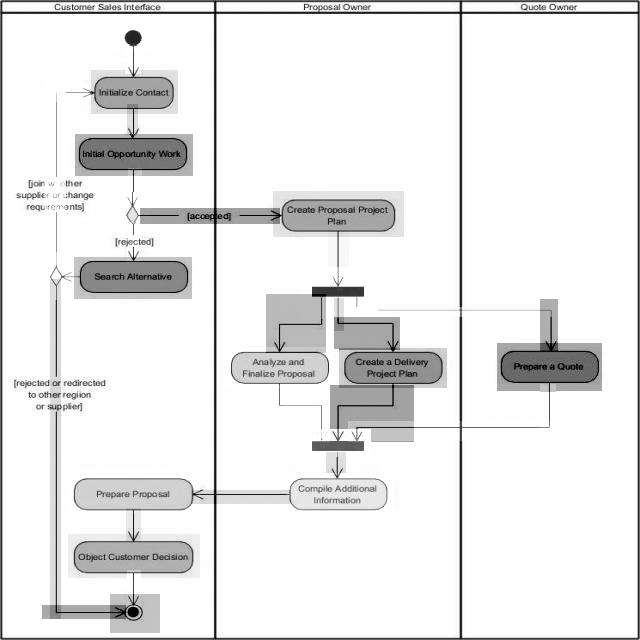 Customer Sales Interface
Proposal Owner
Quote Owner
Initialize Contact
Initial Opportunity Work
[join other
supplier or change
requirements]
[accepted]
Create Proposal Project
Plan
[rejected]
Search Alternative
Analyze and
Finalize Proposal
Create a Delivery
Project Plan
Prepare a Quote
[rejected or redirected
to other regiion
or supplier]
Prepare Proposal
Compile Additional
Information
Object Customer Decision